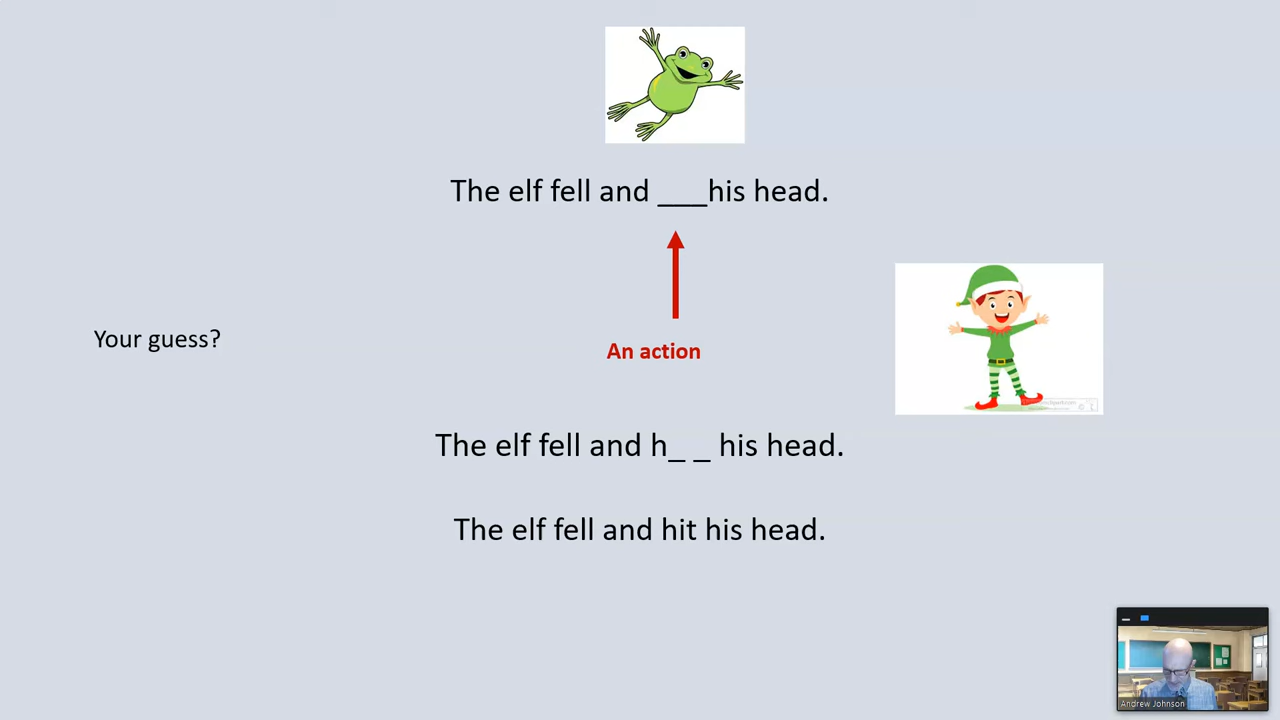 The elf fell and ___his head.
Your guess?
An action
The elf fell and h_ _ his head.
The elf fell and hit his head.
Andrew Johnson